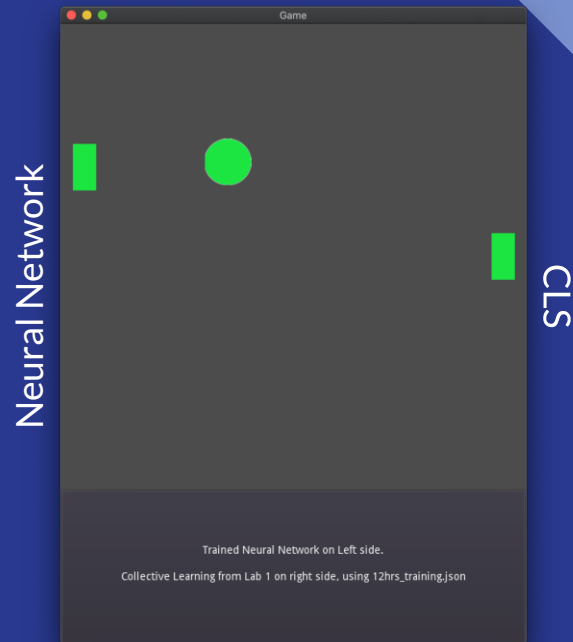 Game
Neural Network
CLS
Trained Neural Network on Left side.
Collective Learning from Lab 1 on right side, using 12hrs_training.json